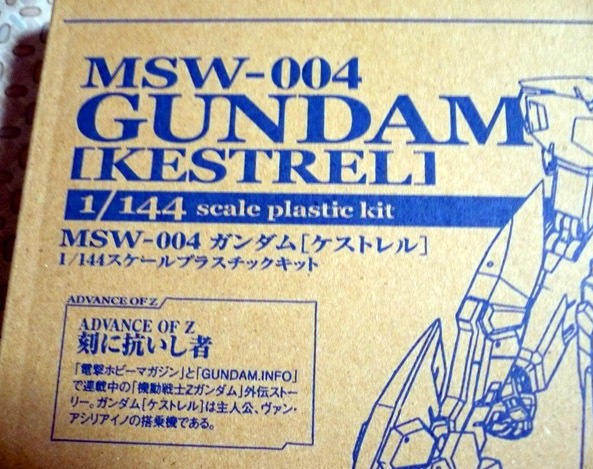 MSW-004
GUNDAM
[KESTREL]
1/144 scale plastic kit
MSW-004 ガンダム[ケストレル]
1/144スケールプラスチックキット
ADVANCE OF Z
ADVANCE OF Z
刻に抗いし者
「電撃ホビーマガジン」と「GUNDAM.INFO」
で連載中の「機動戦士Zガンダム」外伝ストー
リー。ガンダム[ケストレル]は主人公、ヴァン・
アシリアイノの搭乗機である。